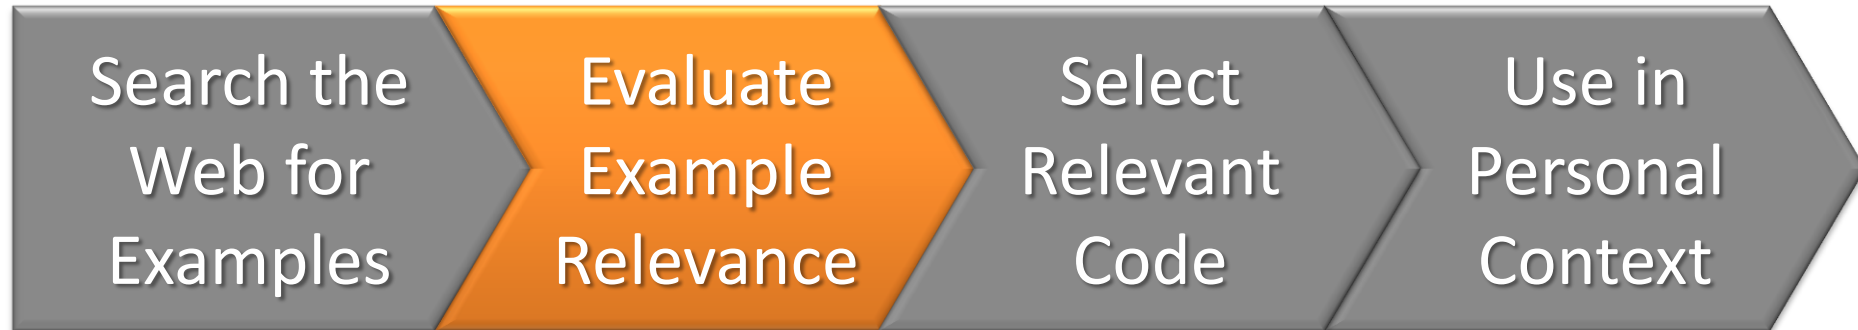 Search the
Web for
Examples
Evaluate
Example
Relevance
Select
Relevant
Code
Use in
Personal
Context